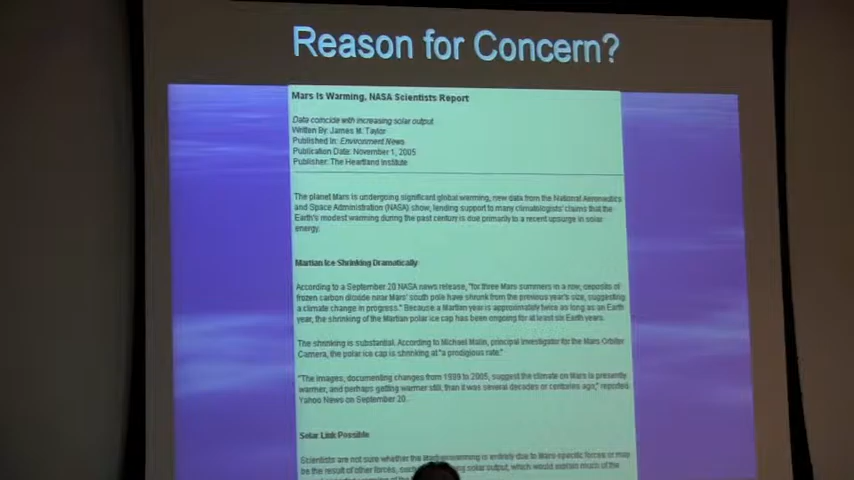 Reason for Concern?
Mars Is Warming, NASA Scientists Report
Data coincide with increasing solar output
Written By: James M. Taylor
Published In: Environment News
Publication Date: November 1, 2005
Publisher: The Heartland Institute
The planet Mars is undergoing significant global warming, new data from the National Aeronautics
and Space Administration (NASA) show, lending support to many climatologists' claims that the
Earth's modest warming during the past century is due primarily to a recent upsurge in solar
energy.
Martian Ice Shrinking Dramatically
According to a September 20 NASA news release, "for three Mars summers in a row, deposits of
frozen carbon dioxide near Mars' south pole have shrunk from the previous year's size, suggesting
a climate change in progress." Because a Martian year is approximately twice as long as an Earth
year, the shrinking of the Martian polar ice cap has been ongoing for at least six Earth years.
The shrinking is substantial. According to Michael Malin, principal investigator for the Mars Orbiter
Camera, the polar ice cap is shrinking at "a prodigious rate."
"The images, documenting changes from 1999 to 2005, suggest the climate on Mars is presently
warmer, and perhaps getting warmer still, than it was several decades or centuries ago," reported
Yahoo News on September 20.
Solar Link Possible
Scientists are not sure whether the Martian warming is entirely due to Mars-specific forces or may
be the result of other forces, solar output, which would explain much of the